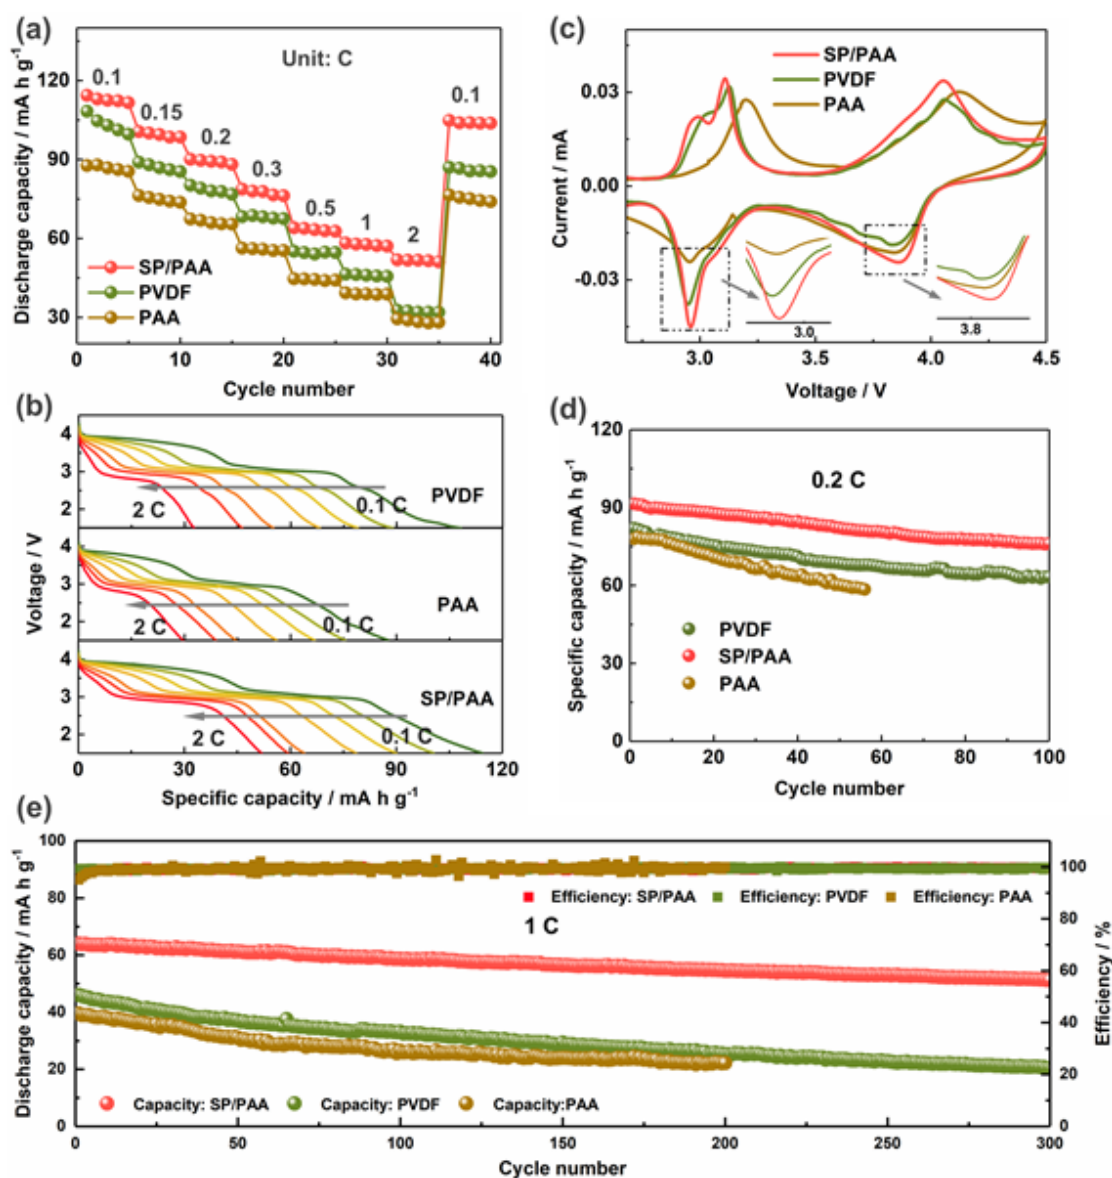 (a)
Discharge capacity / mA h g-1
120
90
60
30
Unit: C
0.1
0.15
0.2
0.3
0.5
1
2
0.1
SP/PAA
PVDF
PAA
0 10 20 30 40
Cycle number
(c)
Current / mA
0.03
0.00
-0.03
SP/PAA
PVDF
PAA
3.0
3.8
3.0 3.5 4.0 4.5
Voltage / V
(b)
Voltage / V
4
3
2
2 C
0.1 C
PVDF
4
3
2
2 C
0.1 C
PAA
4
3
2
2 C
0.1 C
SP/PAA
0 30 60 90 120
Specific capacity / mA h g-1
(d)
Specific capacity / mA h g-1
120
90
60
30
0
0.2 C
PVDF
SP/PAA
PAA
0 20 40 60 80 100
Cycle number
(e)
Discharge capacity / mA h g-1
100
80
60
40
20
0
Efficiency: SP/PAA Efficiency: PVDF Efficiency: PAA
1 C
Capacity: SP/PAA Capacity: PVDF Capacity:PAA
100
80
60
40
20
0
Efficiency / %
0 50 100 150 200 250 300
Cycle number